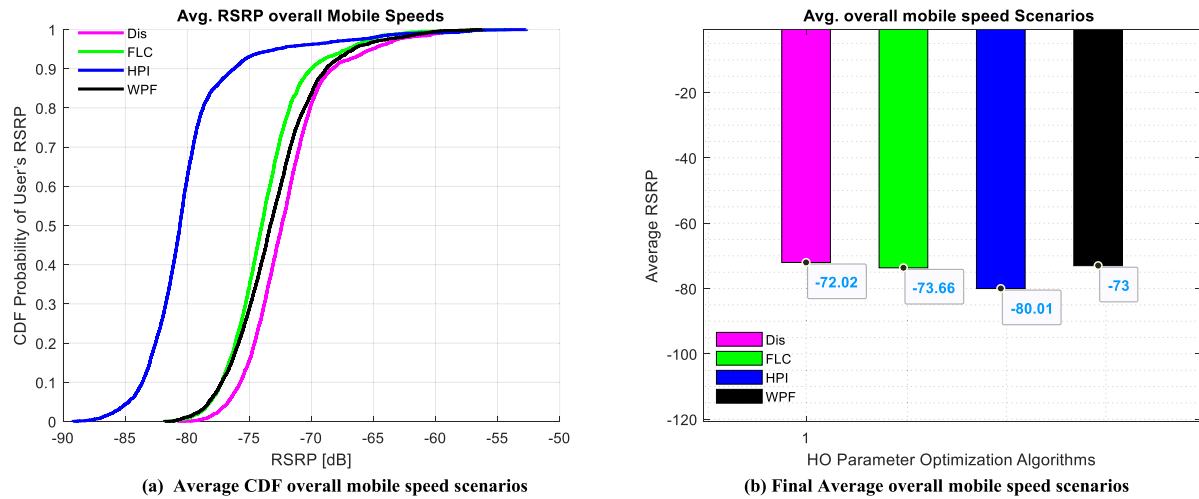 Avg. RSRP overall Mobile Speeds
Dis
FLC
HPI
WPF
CDF Probability of User's RSRP
1
0.9
0.8
0.7
0.6
0.5
0.4
0.3
0.2
0.1
0
-90 -85 -80 -75 -70 -65 -60 -55 -50
RSRP [dB]
(a) Average CDF overall mobile speed scenarios
Avg. overall mobile speed Scenarios
Average RSRP
-20
-40
-60
-80
-100
-120
-72.02
-73.66
-80.01
-73
Dis
FLC
HPI
WPF
1
HO Parameter Optimization Algorithms
(b) Final Average overall mobile speed scenarios